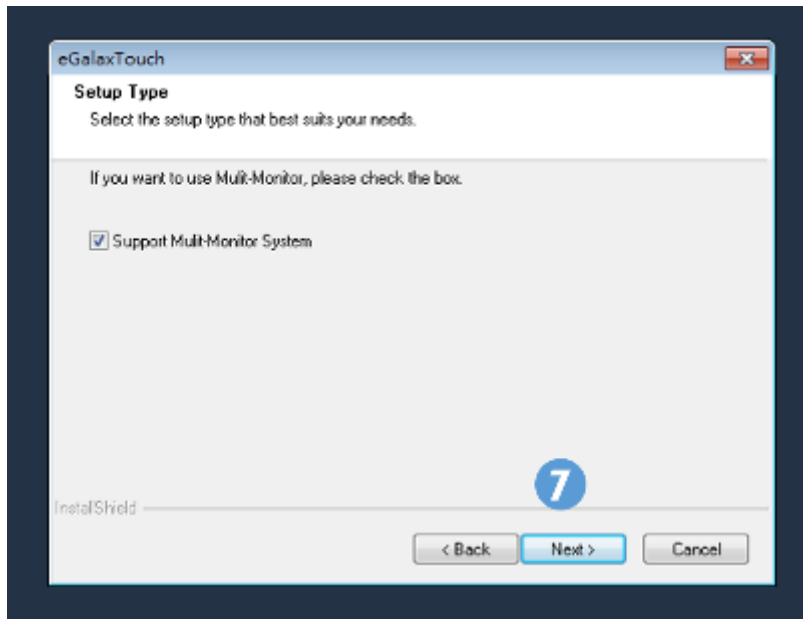 eGalaxTouch
Setup Type
Select the setup type that best suits your needs.
If you want to use Mulit-Monitor, please check the box.
Support Mulit-Monitor System
7
InstallShield
< Back Next > Cancel